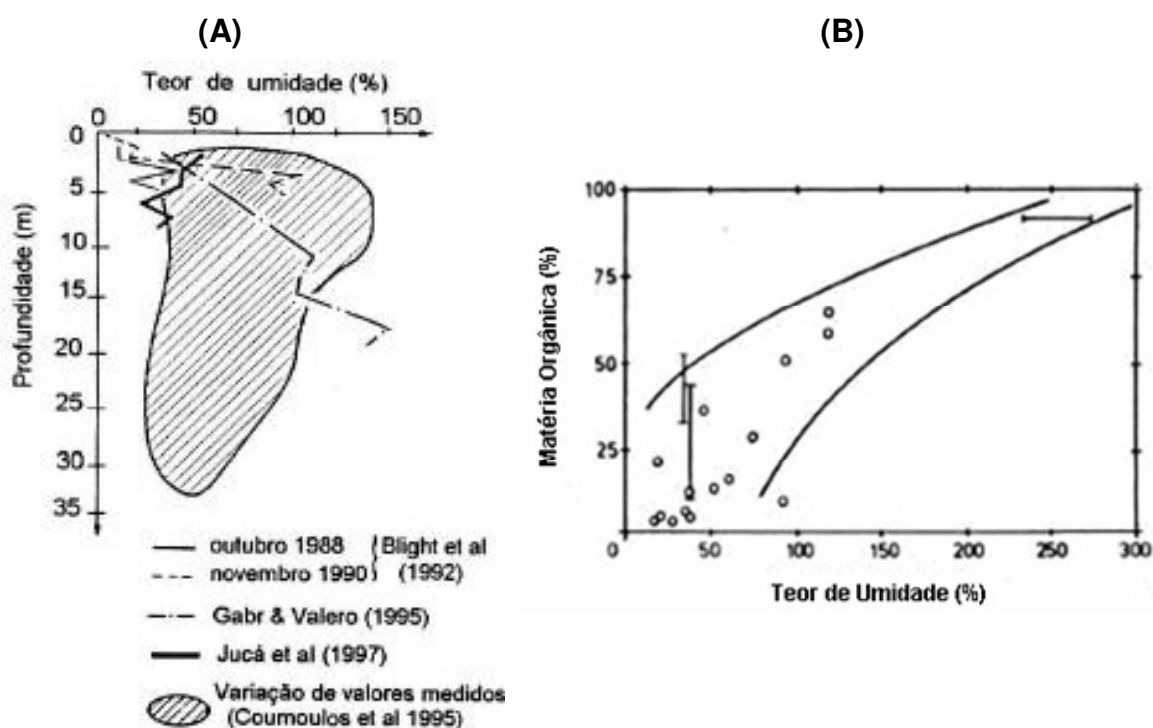 (A)
Teor de umidade (%)
0 50 100 150
Profundidade (m)
0
5
10
15
20
25
30
35
outubro 1988
novembro 1990
Blight et al
(1992)
Gabr & Valero (1995)
Jucá et al (1997)
Variação de valores medidos
(Coumoulos et al 1995)
(B)
Matéria Orgânica (%)
100
75
50
25
0 50 100 150 200 250 300
Teor de Umidade (%)